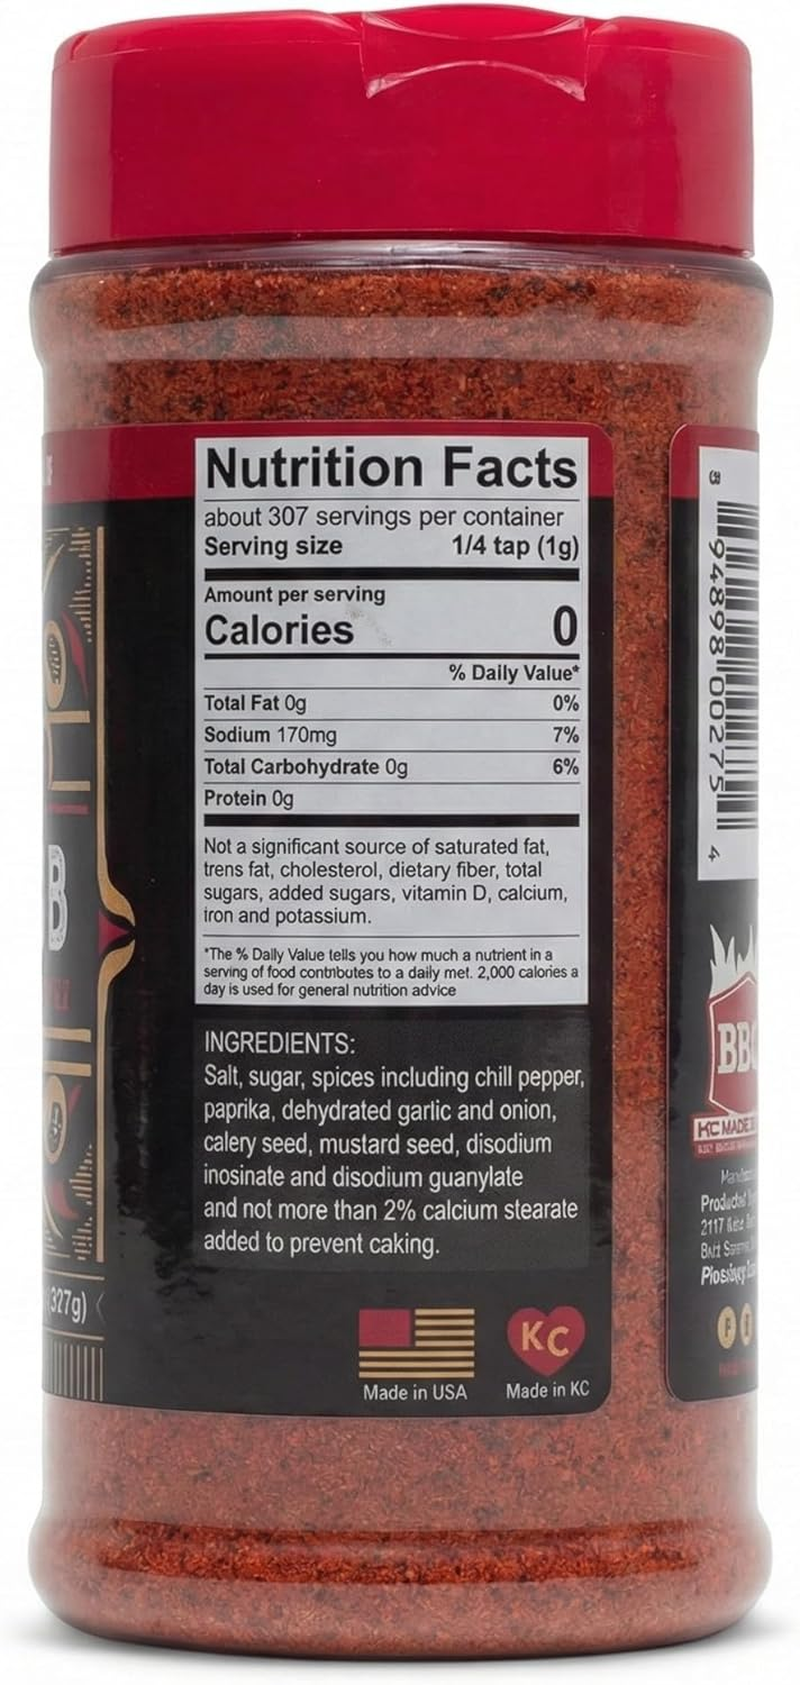 Nutrition Facts
about 307 servings per container
Serving size 1/4 tap (1g)
Amount per serving
Calories 0
% Daily Value*
Total Fat 0g 0%
Sodium 170mg 7%
Total Carbohydrate 0g 6%
Protein 0g
Not a significant source of saturated fat,
trens fat, cholesterol, dietary fiber, total
sugars, added sugars, vitamin D, calcium,
iron and potassium.
*The % Daily Value tells you how much a nutrient in a
serving of food contributes to a daily met. 2,000 calories a
day is used for general nutrition advice
INGREDIENTS:
Salt, sugar, spices including chill pepper,
paprika, dehydrated garlic and onion,
calery seed, mustard seed, disodium
inosinate and disodium guanylate
and not more than 2% calcium stearate
added to prevent caking.
KC
Made in USA Made in KC
B
(327g)
94898 00275 4
BBQ
KC MADE
2117